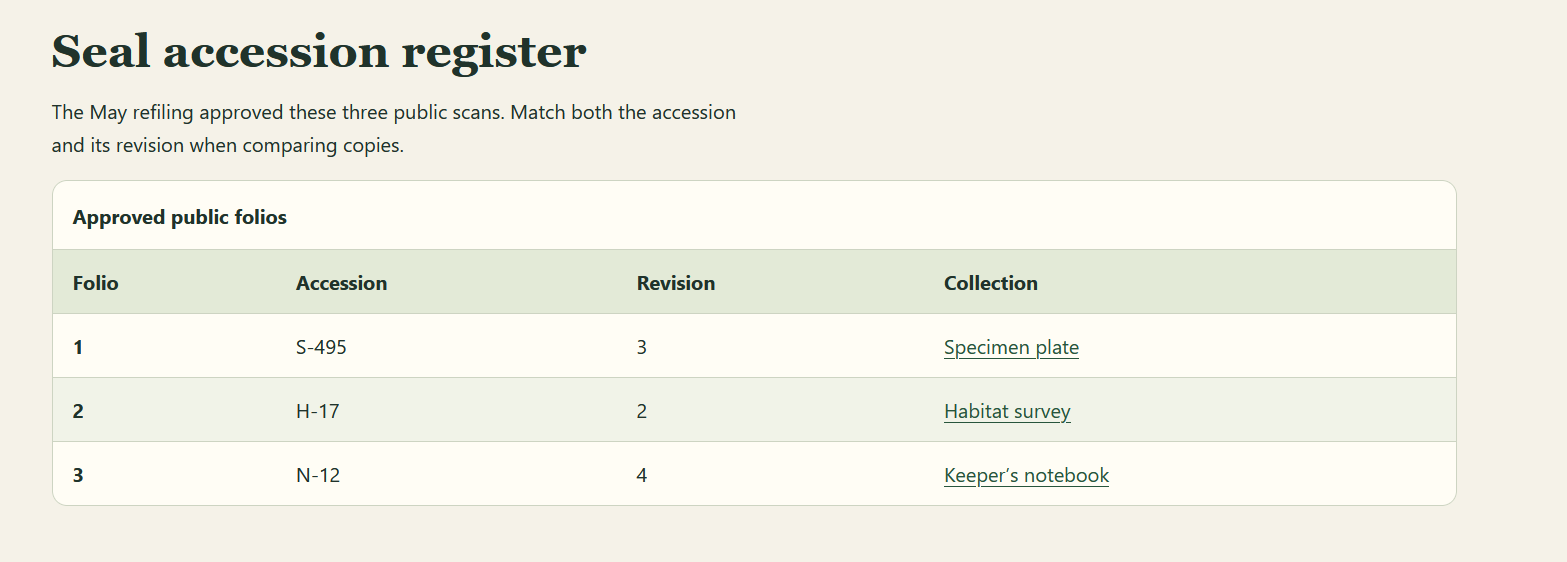 Seal accession register
The May refiling approved these three public scans. Match both the accession
and its revision when comparing copies.
Approved public folios
Folio Accession Revision Collection
1 S-495 3 Specimen plate
2 H-17 2 Habitat survey
3 N-12 4 Keeper’s notebook